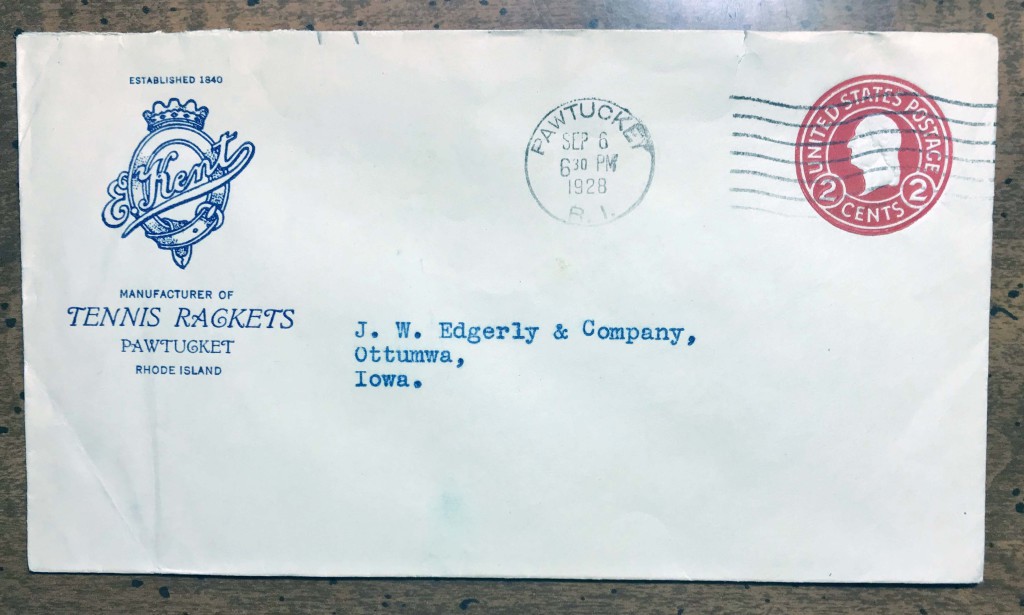 ESTABLISHED 1840
E. Kent
MANUFACTURER OF
TENNIS RACKETS
PAWTUCKET
RHODE ISLAND
PAWTUCKET
SEP 6
6 30 PM
1928
R. I.
UNITED STATES POSTAGE
2 CENTS 2
J. W. Edgerly & Company,
Ottumwa,
Iowa.